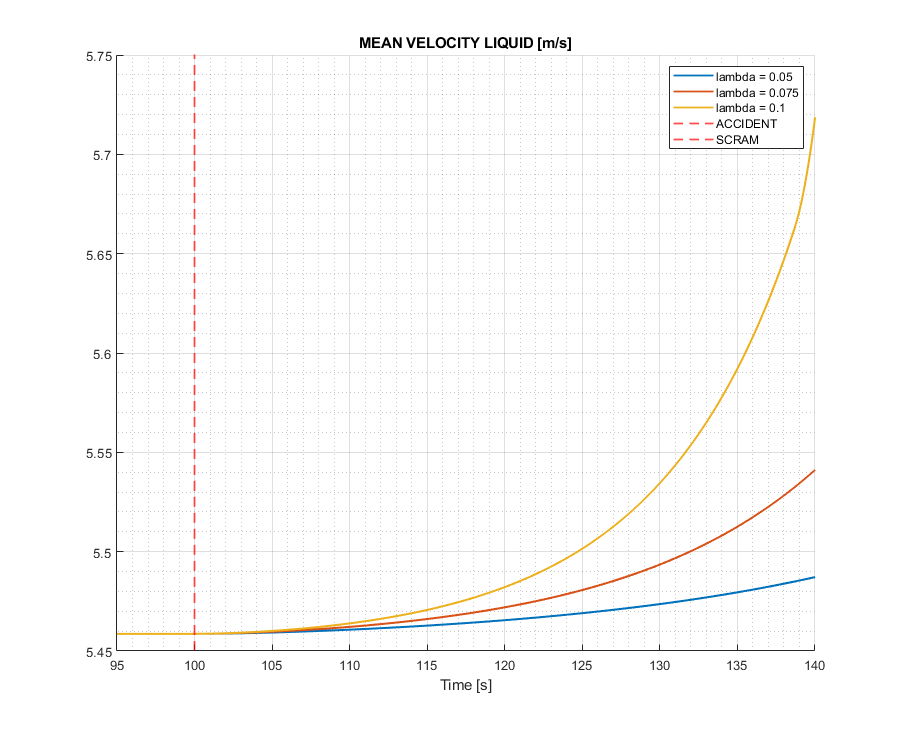 MEAN VELOCITY LIQUID [m/s]
5.75
5.7
5.65
5.6
5.55
5.5
5.45
lambda = 0.05
lambda = 0.075
lambda = 0.1
ACCIDENT
SCRAM
95 100 105 110 115 120 125 130 135 140
Time [s]